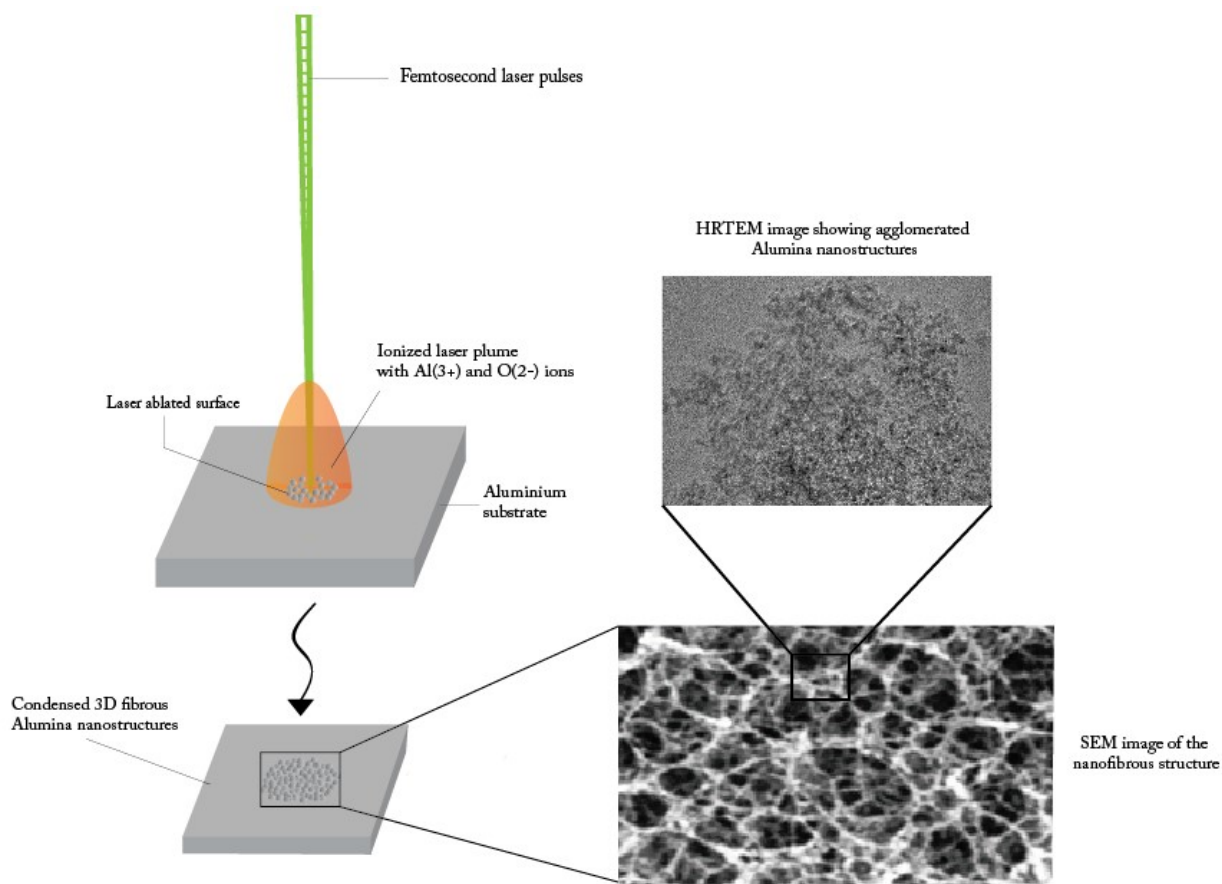 Femtosecond laser pulses
HRTEM image showing agglomerated
Alumina nanostructures
Ionized laser plume
with Al(3+) and O(2-) ions
Laser ablated surface
Aluminium
substrate
Condensed 3D fibrous
Alumina nanostructures
SEM image of the
nanofibrous structure